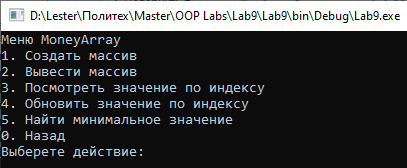 D:\Lester\Политех\Master\OOP Labs\Lab9\Lab9\bin\Debug\Lab9.exe
Меню MoneyArray
1. Создать массив
2. Вывести массив
3. Посмотреть значение по индексу
4. Обновить значение по индексу
5. Найти минимальное значение
0. Назад
Выберете действие: